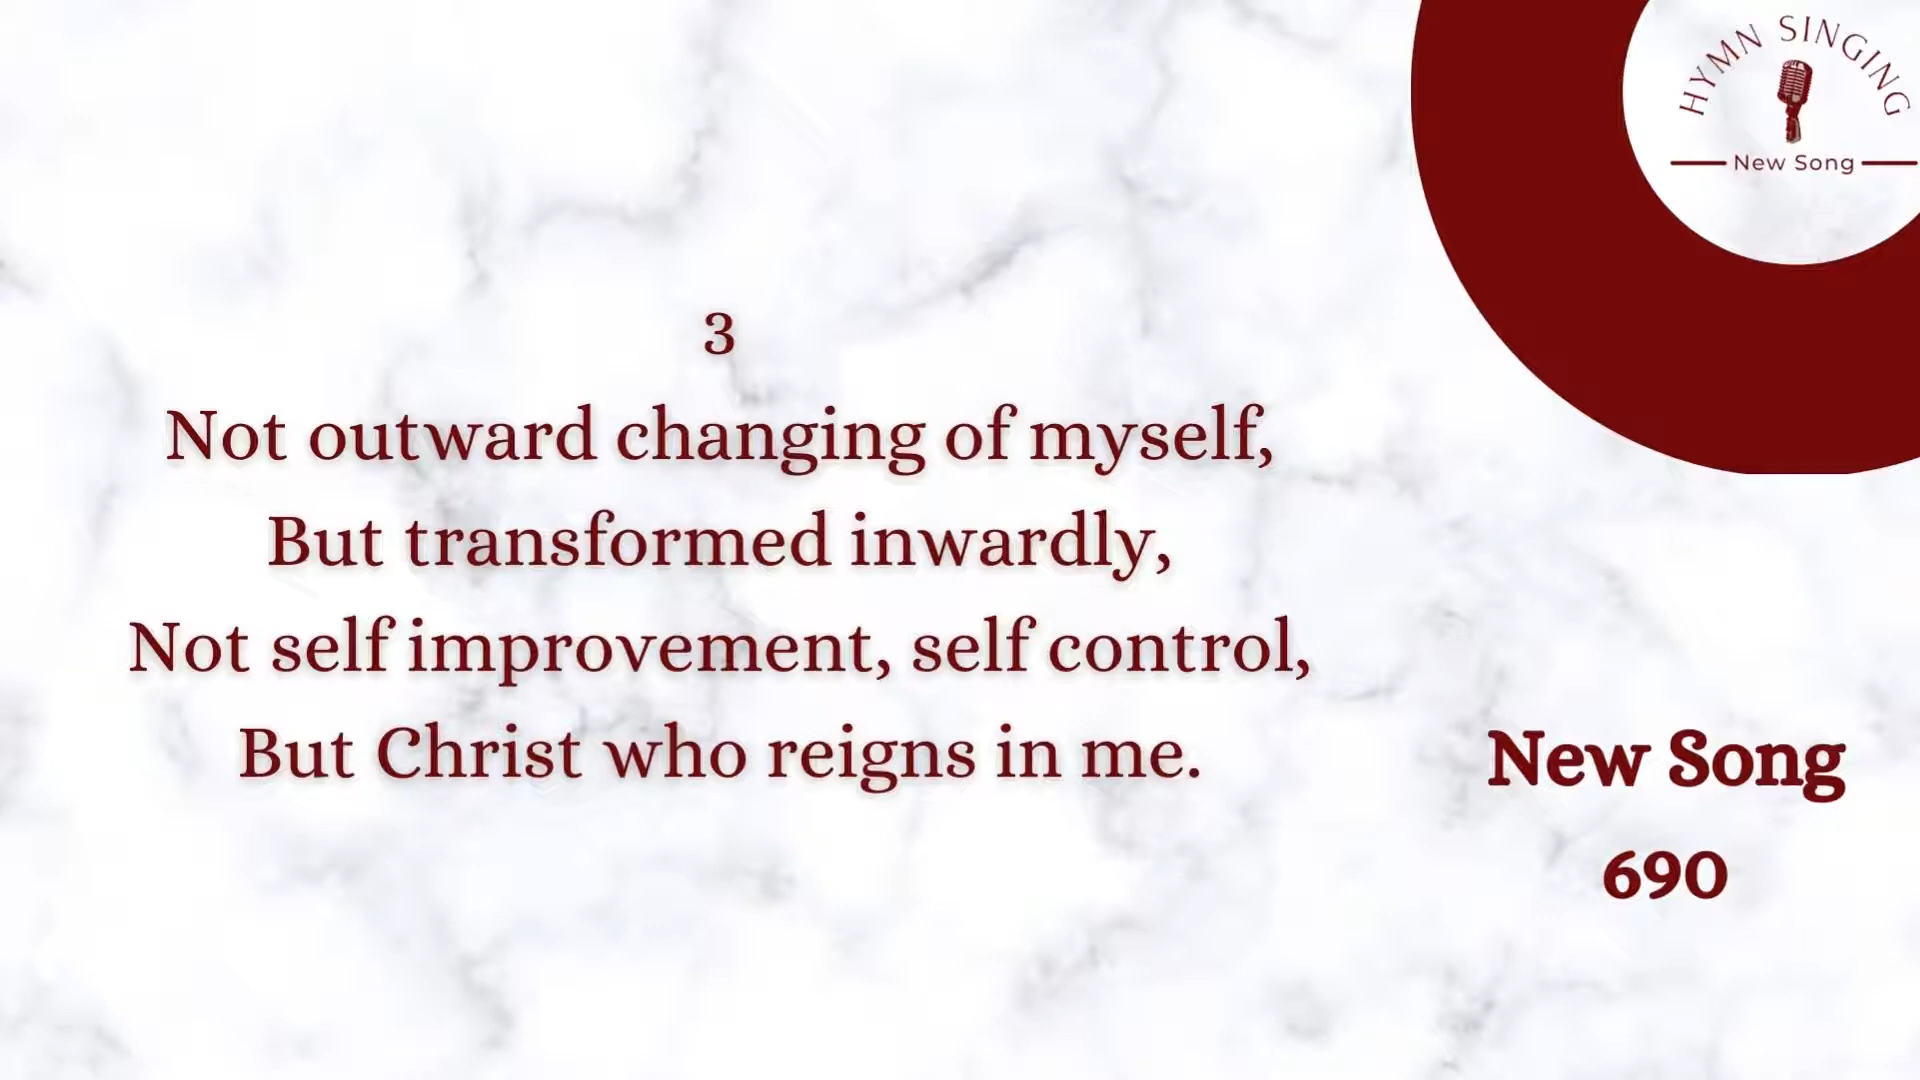 HYMN SINGING
New Song
3
Not outward changing of myself,
But transformed inwardly,
Not self improvement, self control,
But Christ who reigns in me.
New Song
690